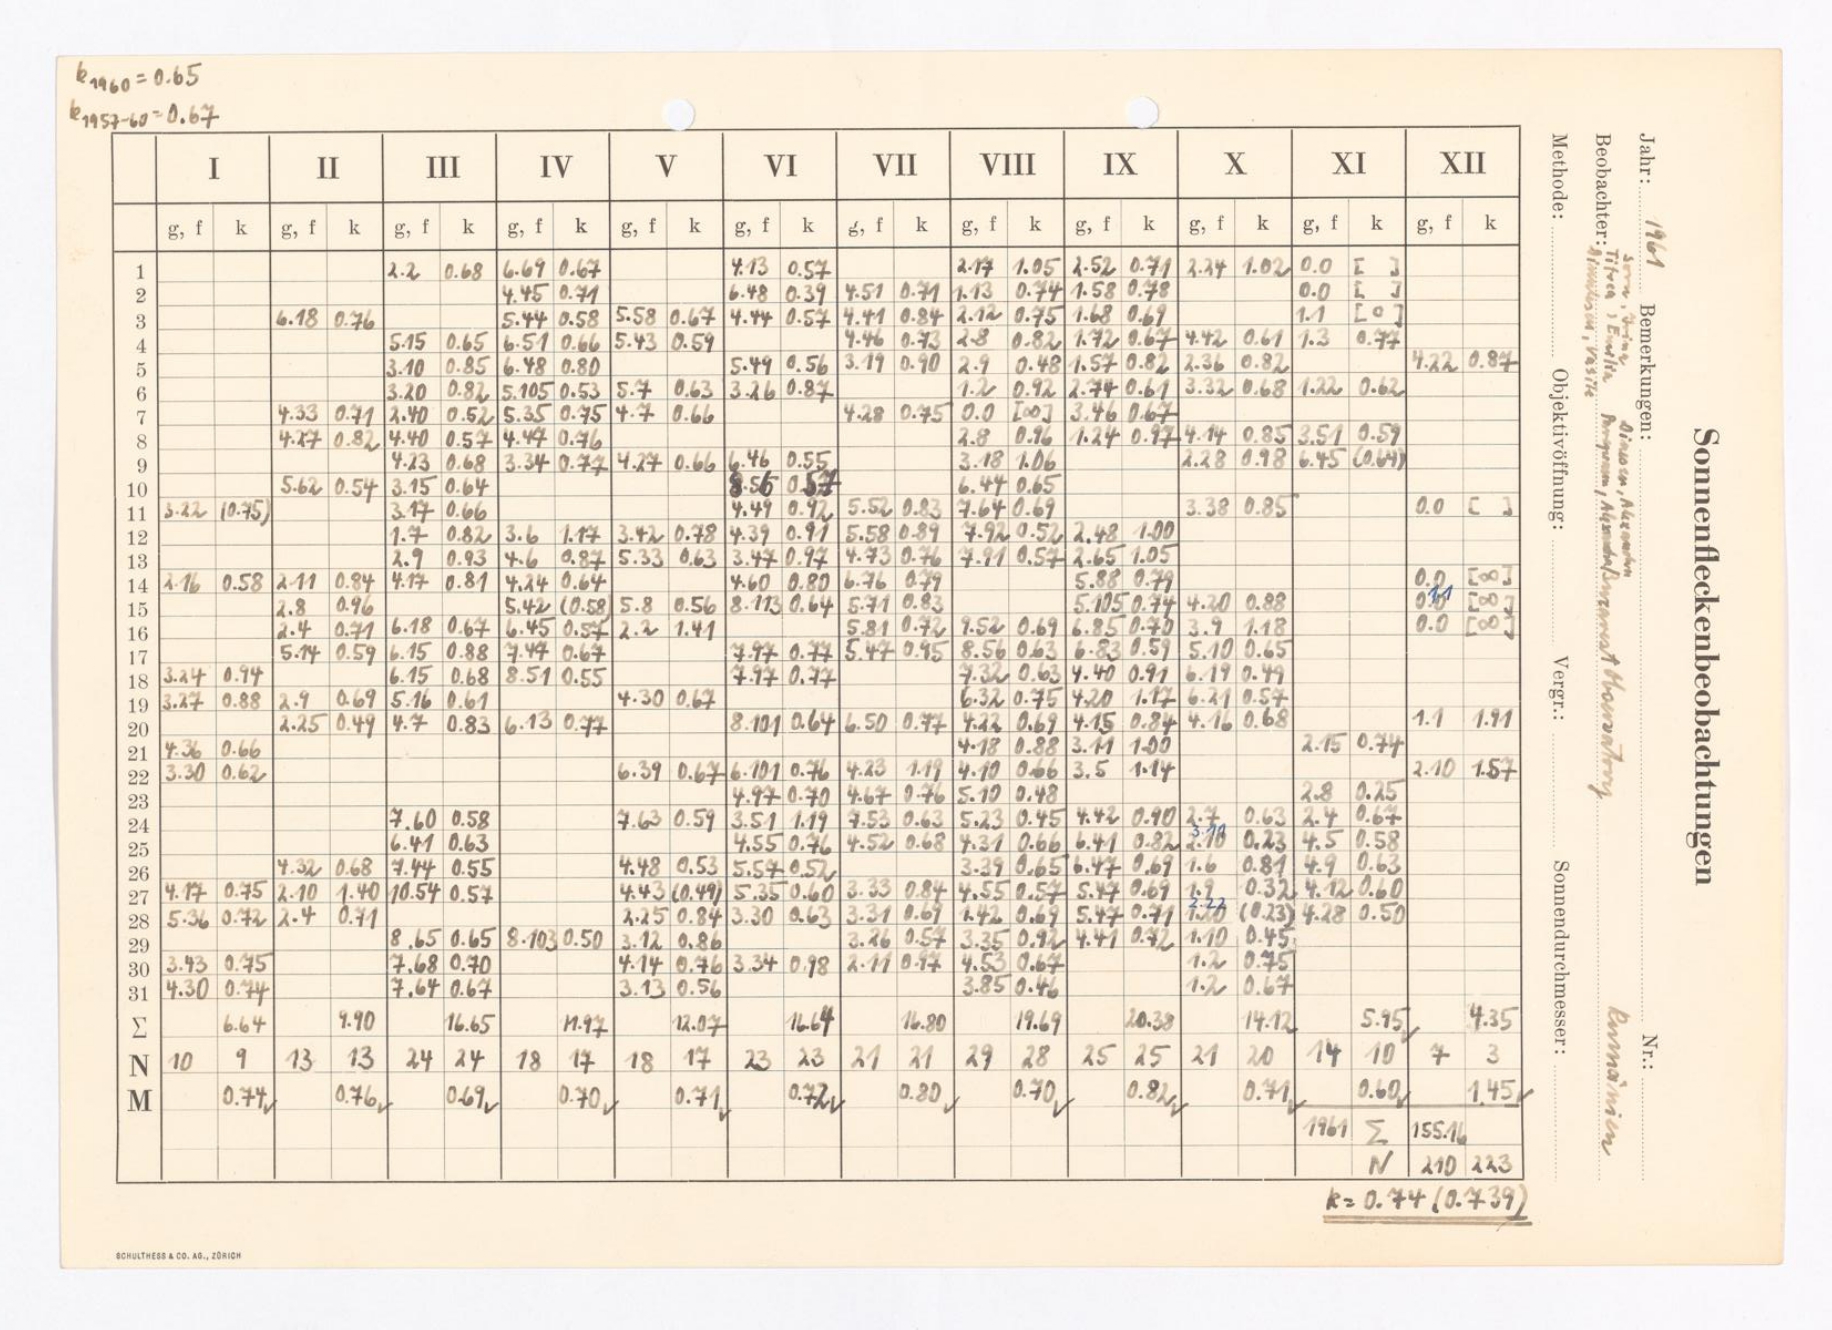 k1960=0.65
k1957-60=0.67
I II III IV V VI VII VIII IX X XI XII
g, f k g, f k g, f k g, f k g, f k g, f k g, f k g, f k g, f k g, f k g, f k g, f k
1 2.2 0.68 6.69 0.67 4.13 0.57 2.17 1.05 2.52 0.71 2.24 1.02 0.0 [ ]
2 4.45 0.71 6.48 0.39 4.51 0.71 1.13 0.74 1.58 0.78 0.0 [ ]
3 6.18 0.76 5.44 0.58 5.58 0.67 4.44 0.57 4.41 0.84 2.12 0.75 1.68 0.69 1.1 [0]
4 5.15 0.65 6.51 0.66 5.43 0.59 4.46 0.73 2.8 0.82 1.72 0.67 4.42 0.61 1.3 0.77
5 3.10 0.85 6.48 0.80 5.49 0.56 3.19 0.90 2.9 0.48 1.57 0.82 2.36 0.82 4.22 0.87
6 3.20 0.82 5.105 0.53 5.7 0.63 3.26 0.87 1.2 0.92 2.74 0.61 3.32 0.68 1.22 0.62
7 4.33 0.71 2.40 0.52 5.35 0.75 4.7 0.66 4.28 0.75 0.0 [∞] 3.46 0.67
8 4.27 0.82 4.40 0.57 4.47 0.76 2.8 0.96 1.24 0.97 4.14 0.85 3.51 0.59
9 4.23 0.68 3.34 0.77 4.27 0.66 6.46 0.55 3.18 1.06 2.28 0.98 6.45 (0.64)
10 5.62 0.54 3.15 0.64 8.56 0.57 6.44 0.65
11 3.22 (0.75) 3.17 0.66 4.49 0.92 5.52 0.83 7.64 0.69 3.38 0.85 0.0 [ ]
12 1.7 0.82 3.6 1.17 3.42 0.78 4.39 0.91 5.58 0.89 7.92 0.52 2.48 1.00
13 2.9 0.93 4.6 0.87 5.33 0.63 3.47 0.97 4.73 0.76 7.91 0.57 2.65 1.05
14 2.16 0.58 2.11 0.84 4.17 0.81 4.24 0.64 4.60 0.80 6.76 0.79 5.88 0.79 0.0 [∞]
15 2.8 0.96 5.42 (0.58) 5.8 0.56 8.113 0.64 5.71 0.83 5.105 0.74 4.20 0.88 0.0 1.1 [∞]
16 2.4 0.71 6.18 0.67 6.45 0.57 2.2 1.41 5.81 0.72 9.52 0.69 6.85 0.70 3.9 1.18 0.0 [∞]
17 5.14 0.59 6.15 0.88 7.47 0.67 7.97 0.77 5.47 0.95 8.56 0.63 6.83 0.59 5.10 0.65
18 3.24 0.94 6.15 0.68 8.51 0.55 7.97 0.77 7.32 0.63 4.40 0.91 6.19 0.49
19 3.27 0.88 2.9 0.69 5.16 0.61 4.30 0.67 6.32 0.75 4.20 1.17 6.21 0.57
20 2.25 0.49 4.7 0.83 6.13 0.77 8.101 0.64 6.50 0.77 4.22 0.69 4.15 0.84 4.16 0.68 1.1 1.91
21 4.36 0.66 4.18 0.88 3.11 1.00 2.15 0.74
22 3.30 0.62 6.39 0.67 6.101 0.76 4.23 1.19 4.10 0.66 3.5 1.14 2.10 1.57
23 4.97 0.70 4.67 0.76 5.10 0.48 2.8 0.25
24 7.60 0.58 7.63 0.59 3.51 1.19 7.53 0.63 5.23 0.45 4.42 0.90 2.7 0.63 2.4 0.67
25 6.41 0.63 4.55 0.76 4.52 0.68 4.31 0.66 6.41 0.82 3.10 2.10 0.23 4.5 0.58
26 4.32 0.68 7.44 0.55 4.48 0.53 5.57 0.52 3.39 0.65 6.47 0.69 1.6 0.81 4.9 0.63
27 4.17 0.75 2.10 1.40 10.54 0.57 4.43 (0.49) 5.35 0.60 3.33 0.84 4.55 0.57 5.47 0.69 1.9 0.32 4.12 0.60
28 5.36 0.72 2.4 0.71 2.25 0.84 3.30 0.63 3.31 0.69 1.42 0.69 5.47 0.71 2.22 1.20 (0.23) 4.28 0.50
29 8.65 0.65 8.103 0.50 3.12 0.86 3.26 0.57 3.35 0.92 4.41 0.72 1.10 0.45
30 3.43 0.75 7.68 0.70 4.14 0.76 3.34 0.98 2.11 0.97 4.53 0.67 1.2 0.75
31 4.30 0.74 7.64 0.67 3.13 0.56 3.85 0.46 1.2 0.67
Σ 6.64 9.90 16.65 11.97 12.07 16.64 16.80 19.69 20.38 14.12 5.95 4.35
N 10 9 13 13 24 24 18 17 18 17 23 23 21 21 29 28 25 25 21 20 14 10 7 3
M 0.74 0.76 0.69 0.70 0.71 0.72 0.80 0.70 0.82 0.71 0.60 1.45
1961 Σ 155.16
N 210 223
k = 0.74 (0.739)
SCHULTHESS & CO. AG., ZÜRICH
Sonnenfleckenbeobachtungen
Jahr: 1961 Bemerkungen: Nr.:
Beobachter: Rumänien
Methode: Objektivöffnung: Vergr.: Sonnendurchmesser: